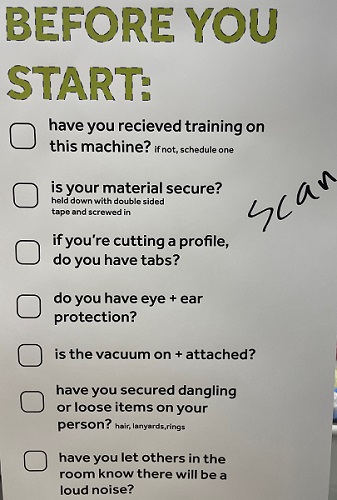 BEFORE YOU
START:
have you recieved training on
this machine? if not, schedule one
is your material secure?
held down with double sided
tape and screwed in
scan
if you're cutting a profile,
do you have tabs?
do you have eye + ear
protection?
is the vacuum on + attached?
have you secured dangling
or loose items on your
person? hair, lanyards,rings
have you let others in the
room know there will be a
loud noise?